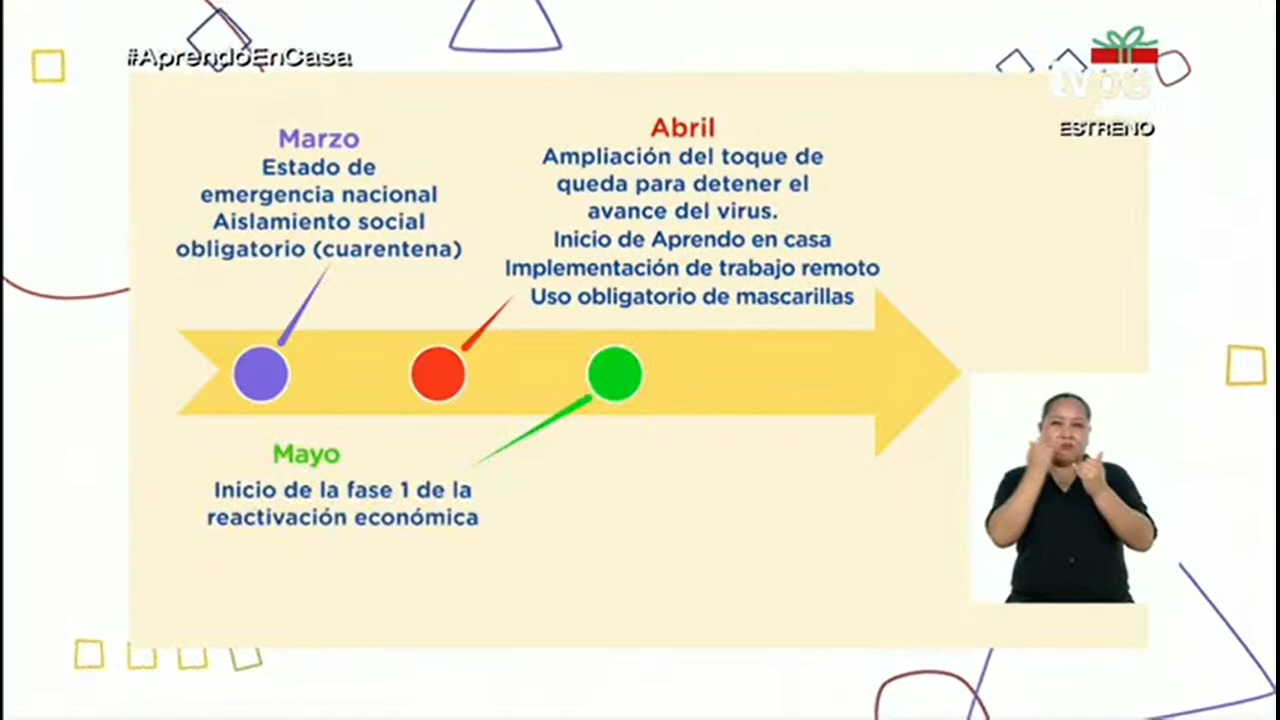 #AprendoEnCasa
tvpe
ESTRENO
Marzo
Estado de
emergencia nacional
Aislamiento social
obligatorio (cuarentena)
Abril
Ampliación del toque de
queda para detener el
avance del virus.
Inicio de Aprendo en casa
Implementación de trabajo remoto
Uso obligatorio de mascarillas
Mayo
Inicio de la fase 1 de la
reactivación económica